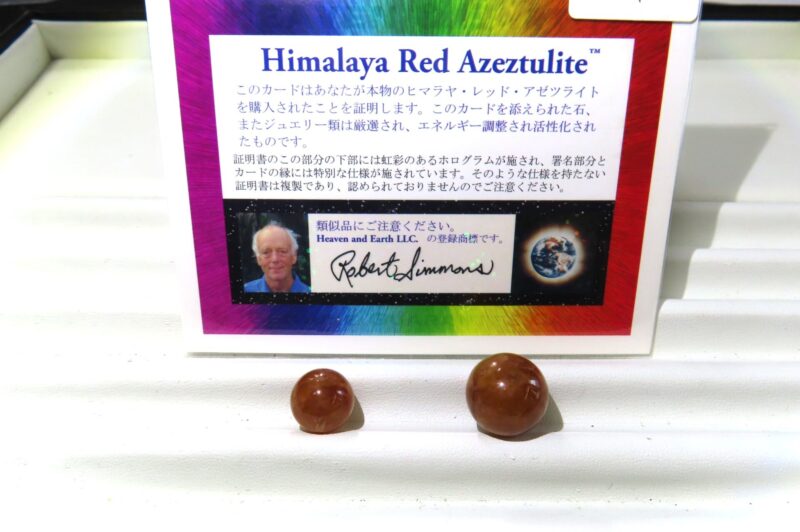 Himalaya Red Azeztulite™
このカードはあなたが本物のヒマラヤ・レッド・アゼツライト
を購入されたことを証明します。このカードを添えられた石、
またジュエリー類は厳選され、エネルギー調整され活性化され
たものです。
証明書のこの部分の下部には虹彩のあるホログラムが施され、署名部分と
カードの縁には特別な仕様が施されています。そのような仕様を持たない
証明書は複製であり、認められておりませんのでご注意ください。
類似品にご注意ください。
Heaven and Earth LLC. の登録商標です。
Robert Simmons